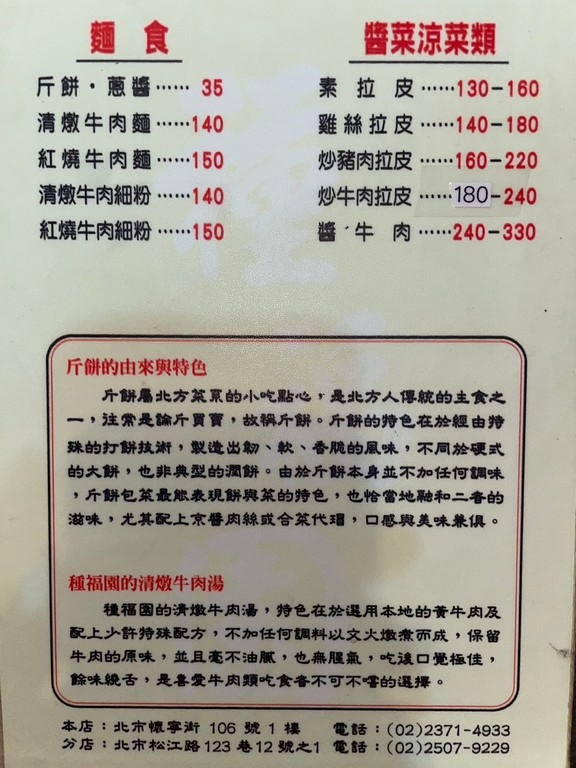 麵食
斤餅・蔥醬⋯⋯ 35
清燉牛肉麵⋯⋯140
紅燒牛肉麵⋯⋯150
清燉牛肉細粉⋯⋯140
紅燒牛肉細粉⋯⋯150
醬菜涼菜類
素拉皮⋯⋯130-160
雞絲拉皮⋯⋯140-180
炒豬肉拉皮⋯⋯160-220
炒牛肉拉皮⋯⋯180-240
醬牛肉⋯⋯240-330
斤餅的由來與特色
斤餅屬北方菜系的小吃點心,是北方人傳統的主食之
一,往常是論斤買賣,故稱斤餅。斤餅的特色在於經由特
殊的打餅技術,製造出韌、軟、香脆的風味,不同於硬式
的大餅,也非典型的潤餅。由於斤餅本身並不加任何調味
,斤餅包菜最能表現餅與菜的特色,也恰當地融和二者的
滋味,尤其配上京醬肉絲或合菜代帽,口感與美味兼俱。
種福園的清燉牛肉湯
種福園的清燉牛肉湯,特色在於選用本地的黃牛肉及
配上少許特殊配方,不加任何調料以文火燉煮而成,保留
牛肉的原味,並且毫不油膩,也無腥氣,吃後口覺極佳,
餘味繞舌,是喜愛牛肉類吃食者不可不嚐的選擇。
本店:北市懷寧街 106 號 1 樓 電話:(02)2371-4933
分店:北市松江路 123 巷 12 號之1 電話:(02)2507-9229